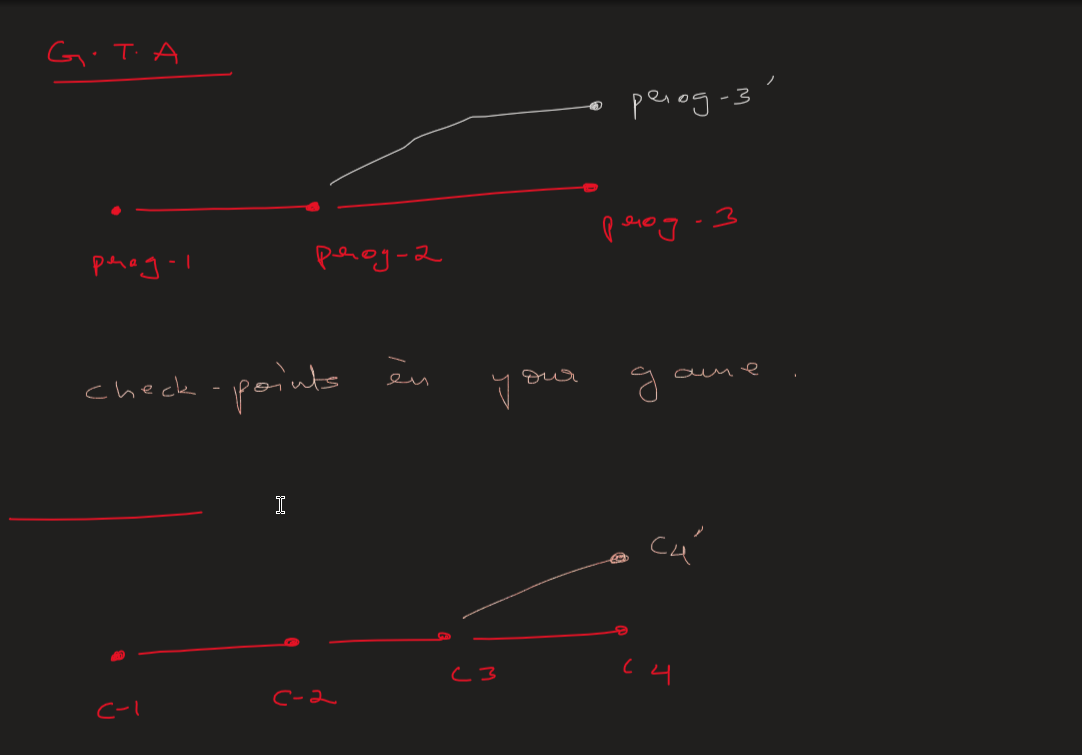 G. T. A
prog-3'
prog-3
prog-1
prog-2
check-points in your game.
C4'
C3
C4
C-1
C-2